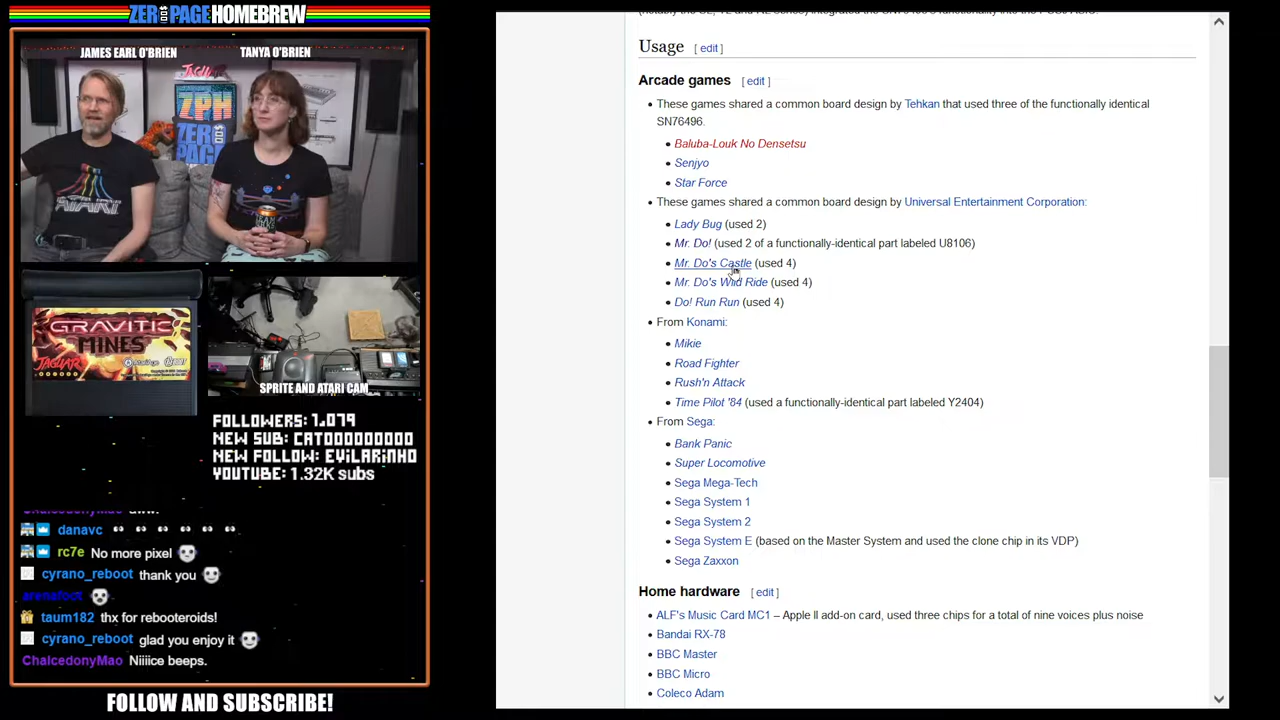 ZERO PAGE HOMEBREW
JAMES EARL O'BRIEN
TANYA O'BRIEN
JAGUAR
ZPH
ZERO
PAGE
ATARI
GRAVITIC
MINES
JAGUAR
SPRITE AND ATARI CAM
FOLLOWERS: 1,079
NEW SUB: CATOOOOOOOOO
NEW FOLLOW: EVILARINHO
YOUTUBE: 1.32K subs
ChalcedonyMao aww.
danavc
rc7e No more pixel
cyrano_reboot thank you
arenafoot
taum182 thx for rebooteroids!
cyrano_reboot glad you enjoy it
ChalcedonyMao Niiiice beeps.
FOLLOW AND SUBSCRIBE!
Usage [ edit ]
Arcade games [ edit ]
• These games shared a common board design by Tehkan that used three of the functionally identical
SN76496.
• Baluba-Louk No Densetsu
• Senjyo
• Star Force
• These games shared a common board design by Universal Entertainment Corporation:
• Lady Bug (used 2)
• Mr. Do! (used 2 of a functionally-identical part labeled U8106)
• Mr. Do's Castle (used 4)
• Mr. Do's Wild Ride (used 4)
• Do! Run Run (used 4)
• From Konami:
• Mikie
• Road Fighter
• Rush'n Attack
• Time Pilot '84 (used a functionally-identical part labeled Y2404)
• From Sega:
• Bank Panic
• Super Locomotive
• Sega Mega-Tech
• Sega System 1
• Sega System 2
• Sega System E (based on the Master System and used the clone chip in its VDP)
• Sega Zaxxon
Home hardware [ edit ]
• ALF's Music Card MC1 – Apple II add-on card, used three chips for a total of nine voices plus noise
• Bandai RX-78
• BBC Master
• BBC Micro
• Coleco Adam